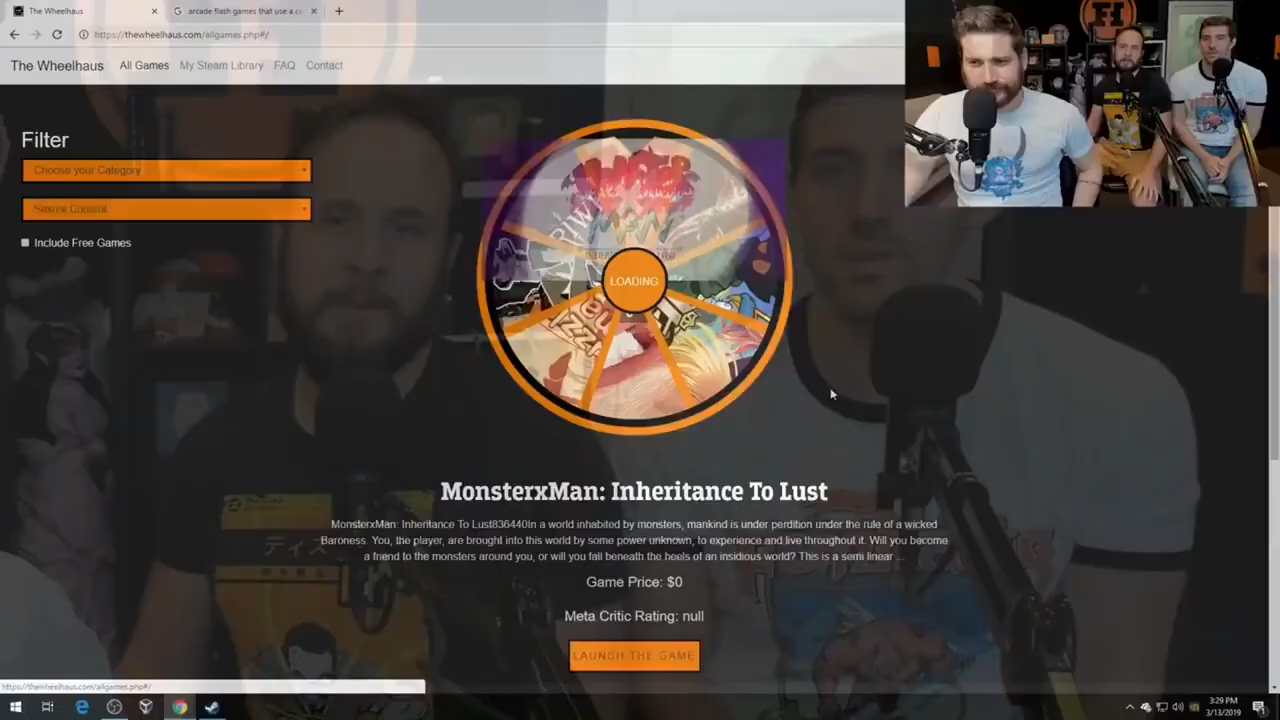 The Wheelhaus
arcade flash games that use a co
https://thewheelhaus.com/allgames.php#/
The Wheelhaus All Games My Steam Library FAQ Contact
Filter
Choose your Category
Sexual Content
Include Free Games
LOADING
MonsterxMan: Inheritance To Lust
MonsterxMan: Inheritance To Lust836440In a world inhabited by monsters, mankind is under perdition under the rule of a wicked
Baroness. You, the player, are brought into this world by some power unknown, to experience and live throughout it. Will you become
a friend to the monsters around you, or will you fall beneath the heels of an insidious world? This is a semi linear ...
Game Price: $0
Meta Critic Rating: null
LAUNCH THE GAME
https://thewheelhaus.com/allgames.php#/
3:29 PM
3/13/2019